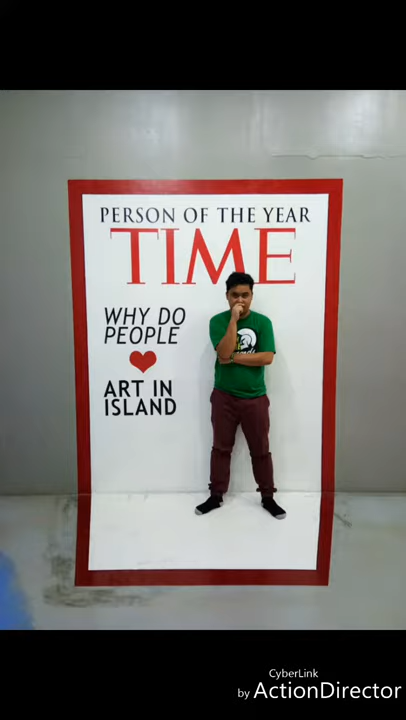 PERSON OF THE YEAR
TIME
WHY DO
PEOPLE
♥
ART IN
ISLAND
CyberLink
by ActionDirector